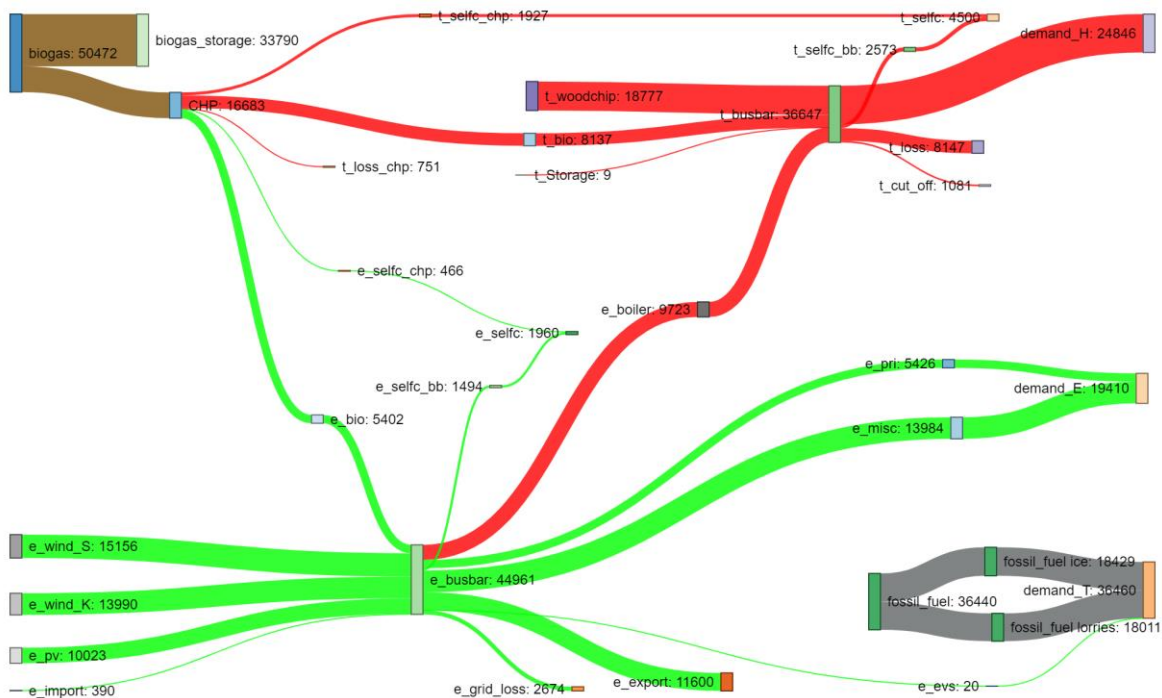 t_selfc_chp: 1927
t_selfc: 4500
biogas_storage: 33790
demand_H: 24846
biogas: 50472
t_selfc_bb: 2573
t_woodchip: 18777
CHP: 16683
t_busbar: 36647
t_bio: 8137
t_loss: 8147
t_loss_chp: 751
t_Storage: 9
t_cut_off: 1081
e_selfc_chp: 466
e_boiler: 9723
e_selfc: 1960
e_pri: 5426
e_selfc_bb: 1494
demand_E: 19410
e_bio: 5402
e_misc: 13984
e_wind_S: 15156
fossil_fuel ice: 18429
e_busbar: 44961
demand_T: 36460
e_wind_K: 13990
fossil_fuel: 36440
fossil_fuel lorries: 18011
e_pv: 10023
e_export: 11600
e_evs: 20
e_import: 390
e_grid_loss: 2674